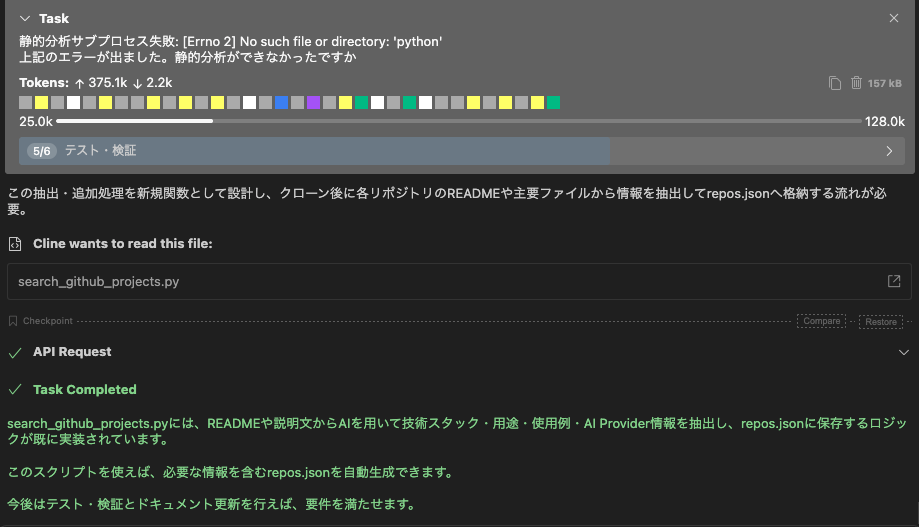 Task
静的分析サブプロセス失敗: [Errno 2] No such file or directory: 'python'
上記のエラーが出ました。静的分析ができなかったですか
Tokens: ↑ 375.1k ↓ 2.2k
157 kB
25.0k 128.0k
5/6 テスト・検証
この抽出・追加処理を新規関数として設計し、クローン後に各リポジトリのREADMEや主要ファイルから情報を抽出してrepos.jsonへ格納する流れが必
要。
Cline wants to read this file:
search_github_projects.py
Checkpoint Compare Restore
API Request
Task Completed
search_github_projects.pyには、READMEや説明文からAIを用いて技術スタック・用途・使用例・AI Provider情報を抽出し、repos.jsonに保存するロジッ
クが既に実装されています。
このスクリプトを使えば、必要な情報を含むrepos.jsonを自動生成できます。
今後はテスト・検証とドキュメント更新を行えば、要件を満たせます。